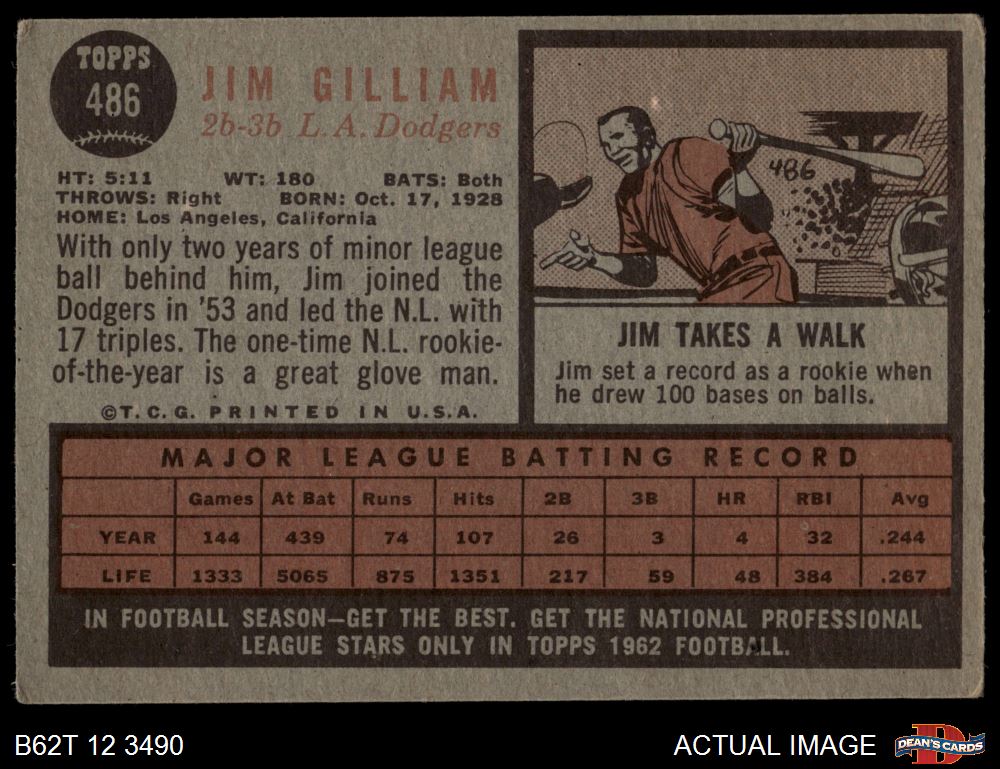 TOPPS
486
JIM GILLIAM
2b-3b L.A. Dodgers
HT: 5:11 WT: 180 BATS: Both
THROWS: Right BORN: Oct. 17, 1928
HOME: Los Angeles, California
With only two years of minor league
ball behind him, Jim joined the
Dodgers in '53 and led the N.L. with
17 triples. The one-time N.L. rookie-
of-the-year is a great glove man.
©T.C.G. PRINTED IN U.S.A.
486
JIM TAKES A WALK
Jim set a record as a rookie when
he drew 100 bases on balls.
MAJOR LEAGUE BATTING RECORD
Games At Bat Runs Hits 2B 3B HR RBI Avg
YEAR 144 439 74 107 26 3 4 32 .244
LIFE 1333 5065 875 1351 217 59 48 384 .267
IN FOOTBALL SEASON—GET THE BEST. GET THE NATIONAL PROFESSIONAL
LEAGUE STARS ONLY IN TOPPS 1962 FOOTBALL.
B62T 12 3490
ACTUAL IMAGE
D
DEAN'S CARDS